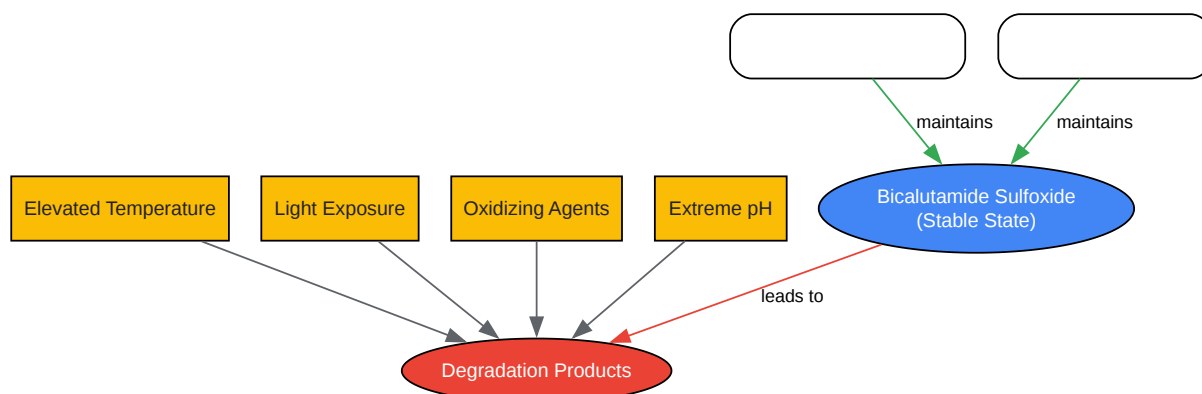 maintains
maintains
Elevated Temperature
Light Exposure
Oxidizing Agents
Extreme pH
Bicalutamide Sulfoxide
(Stable State)
leads to
Degradation Products